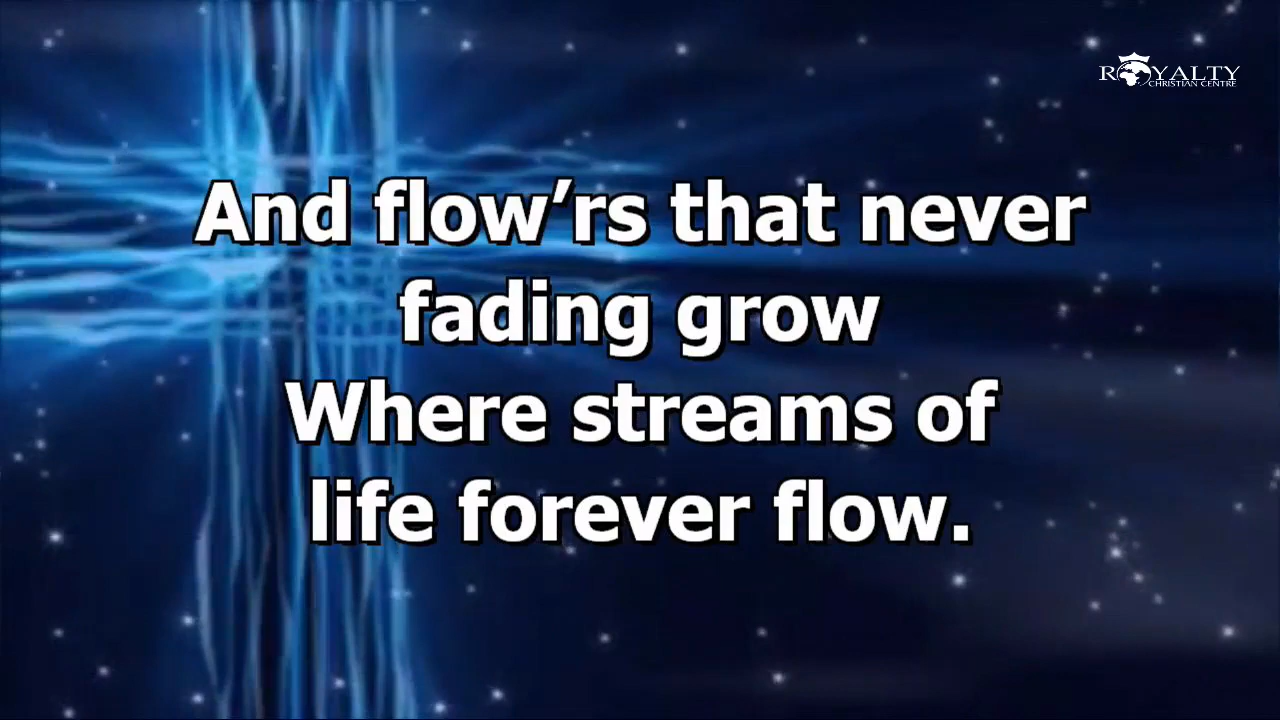 ROYALTY
CHRISTIAN CENTRE
And flow’rs that never
fading grow
Where streams of
life forever flow.